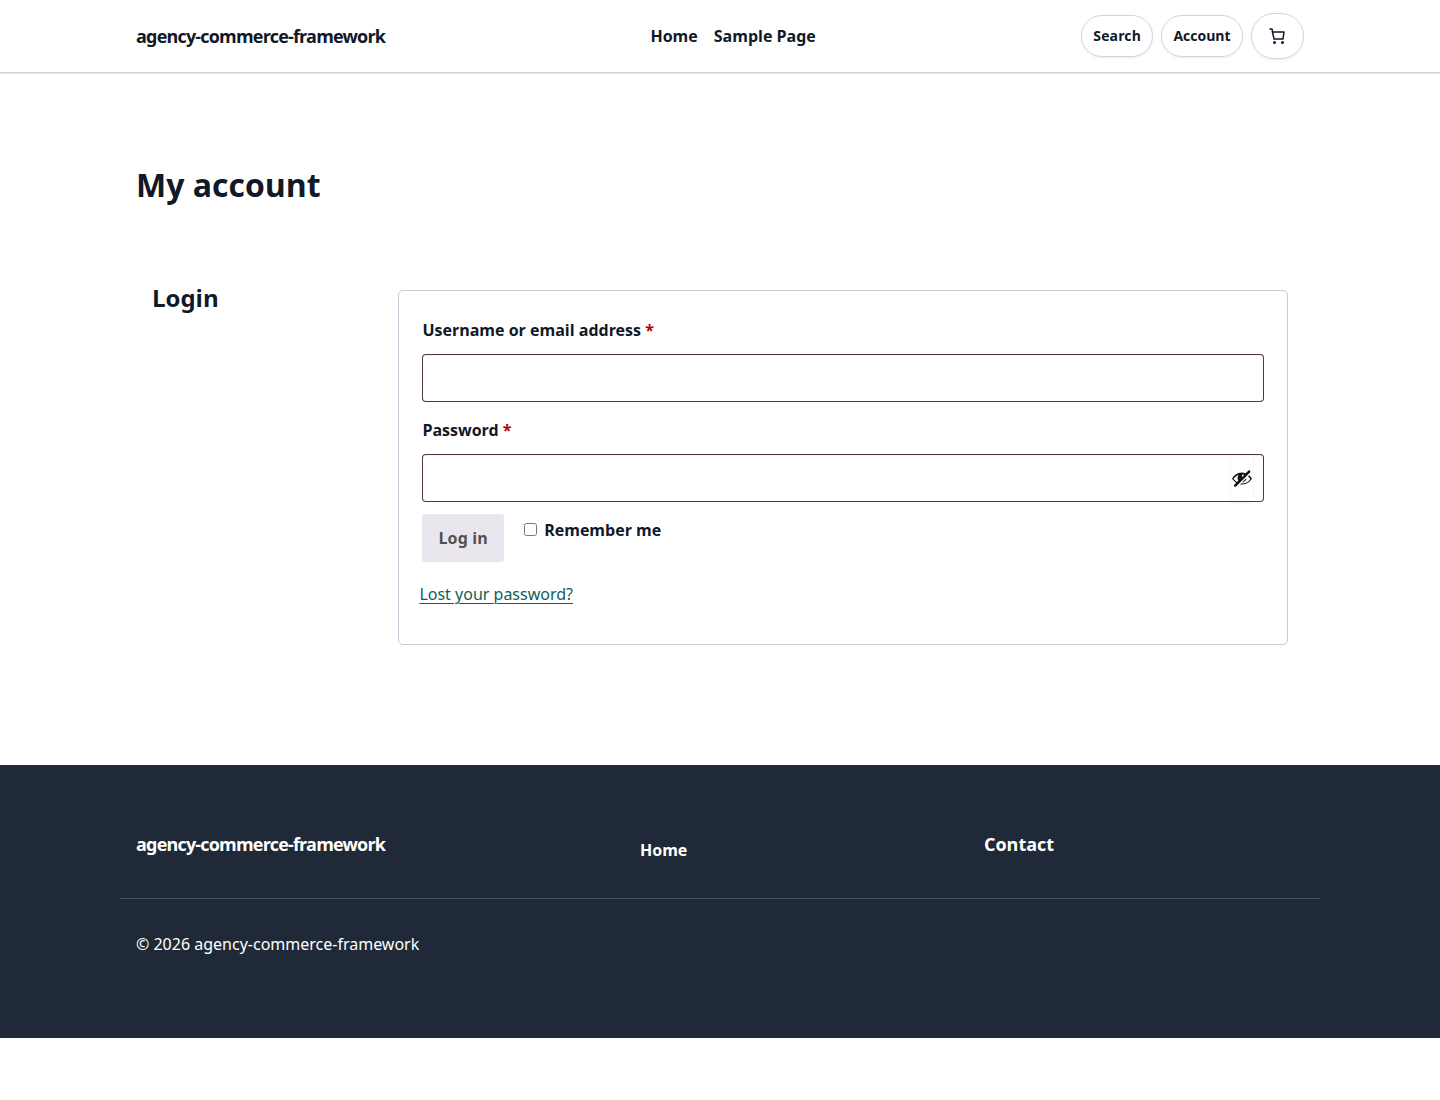 agency-commerce-framework
Home
Sample Page
Search
Account
My account
Login
Username or email address *
Password *
Log in
Remember me
Lost your password?
agency-commerce-framework
Home
Contact
© 2026 agency-commerce-framework